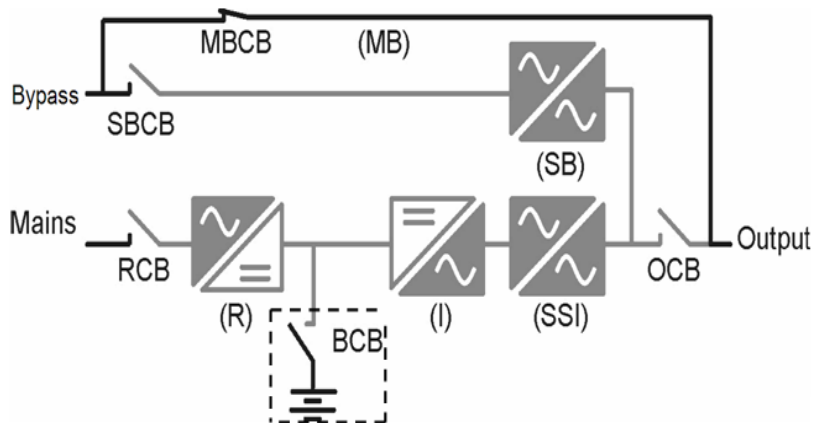 MBCB (MB)
Bypass
SBCB
(SB)
Mains
Output
RCB
OCB
(R)
(I)
(SSI)
BCB